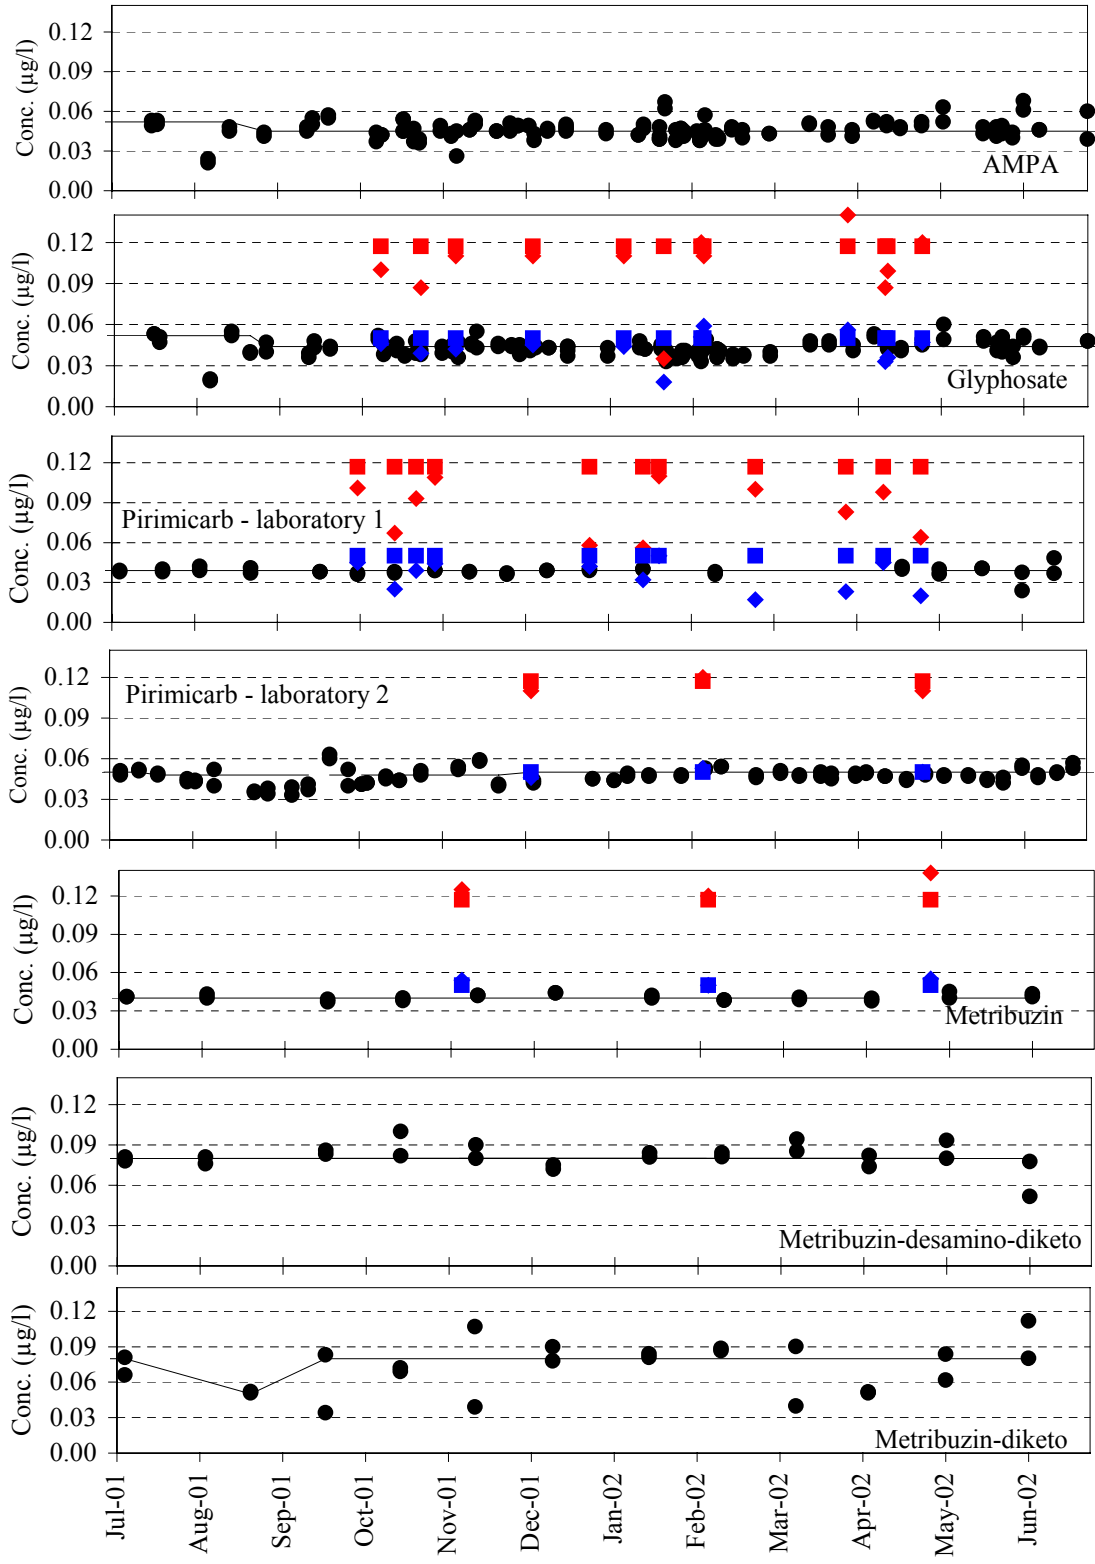 Conc. (µg/l)
0.12
0.09
0.06
0.03
0.00
AMPA
Conc. (µg/l)
0.12
0.09
0.06
0.03
0.00
Glyphosate
Conc. (µg/l)
0.12
0.09
0.06
0.03
0.00
Pirimicarb - laboratory 1
Conc. (µg/l)
0.12
0.09
0.06
0.03
0.00
Pirimicarb - laboratory 2
Conc. (µg/l)
0.12
0.09
0.06
0.03
0.00
Metribuzin
Conc. (µg/l)
0.12
0.09
0.06
0.03
0.00
Metribuzin-desamino-diketo
Conc. (µg/l)
0.12
0.09
0.06
0.03
0.00
Metribuzin-diketo
Jul-01
Aug-01
Sep-01
Oct-01
Nov-01
Dec-01
Jan-02
Feb-02
Mar-02
Apr-02
May-02
Jun-02